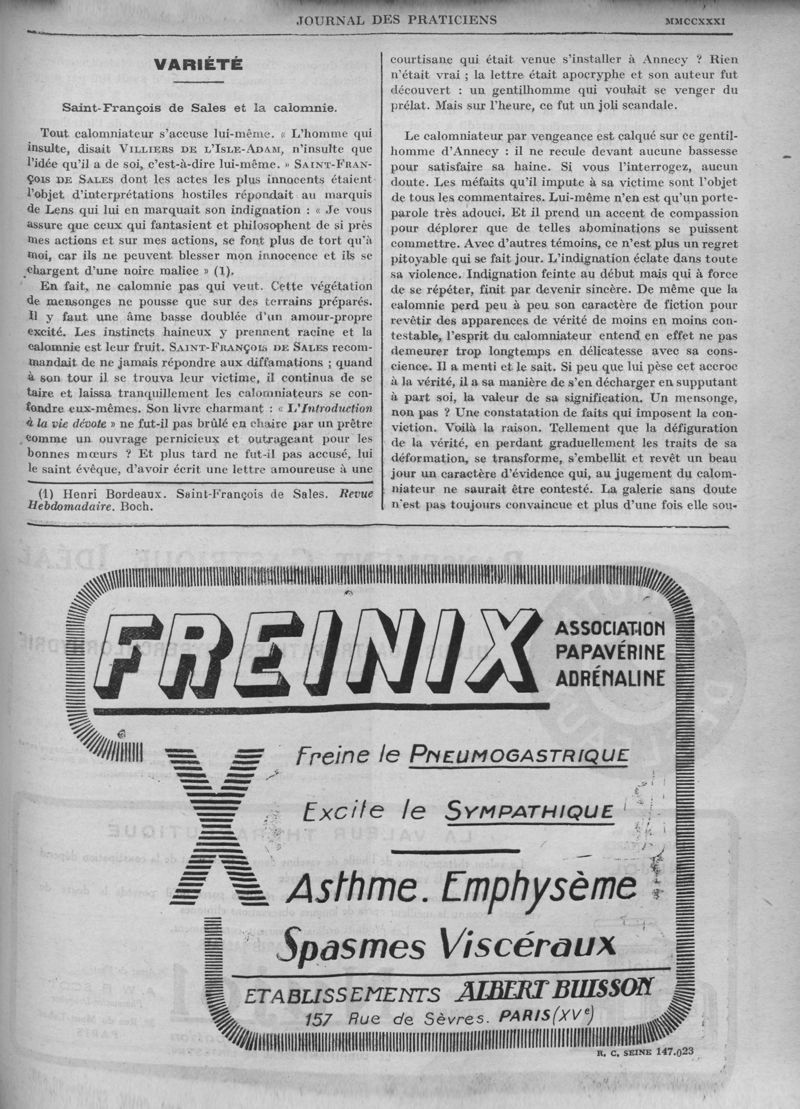 JOURNAL DES PRATICIENS
MMCCXXXI
VARIÉTÉ
Saint-François de Sales et la calomnie.
Tout calomniateur s'accuse lui-même. « L'homme qui
insulte, disait VILLIERS DE L'ISLE-ADAM, n'insulte que
l'idée qu'il a de soi, c'est-à-dire lui-même. » SAINT-FRAN-
ÇOIS DE SALES dont les actes les plus innocents étaient
l'objet d'interprétations hostiles répondait au marquis
de Lens qui lui en marquait son indignation : « Je vous
assure que ceux qui fantasient et philosophent de si près
mes actions et sur mes actions, se font plus de tort qu'à
moi, car ils ne peuvent blesser mon innocence et ils se
chargent d'une noire malice » (1).
En fait, ne calomnie pas qui veut. Cette végétation
de mensonges ne pousse que sur des terrains préparés.
Il y faut une âme basse doublée d'un amour-propre
excité. Les instincts haineux y prennent racine et la
calomnie est leur fruit. SAINT-FRANÇOIS DE SALES recom-
mandait de ne jamais répondre aux diffamations ; quand
à son tour il se trouva leur victime, il continua de se
taire et laissa tranquillement les calomniateurs se con-
fondre eux-mêmes. Son livre charmant : « L'Introduction
à la vie dévote » ne fut-il pas brûlé en chaire par un prêtre
comme un ouvrage pernicieux et outrageant pour les
bonnes mœurs ? Et plus tard ne fut-il pas accusé, lui
le saint évêque, d'avoir écrit une lettre amoureuse à une
(1) Henri Bordeaux. Saint-François de Sales. Revue
Hebdomadaire. Boch.
courtisane qui était venue s'installer à Annecy ? Rien
n'était vrai ; la lettre était apocryphe et son auteur fut
découvert : un gentilhomme qui voulait se venger du
prélat. Mais sur l'heure, ce fut un joli scandale.
Le calomniateur par vengeance est calqué sur ce gentil-
homme d'Annecy : il ne recule devant aucune bassesse
pour satisfaire sa haine. Si vous l'interrogez, aucun
doute. Les méfaits qu'il impute à sa victime sont l'objet
de tous les commentaires. Lui-même n'en est qu'un porte-
parole très adouci. Et il prend un accent de compassion
pour déplorer que de telles abominations se puissent
commettre. Avec d'autres témoins, ce n'est plus un regret
pitoyable qui se fait jour. L'indignation éclate dans toute
sa violence. Indignation feinte au début mais qui à force
de se répéter, finit par devenir sincère. De même que la
calomnie perd peu à peu son caractère de fiction pour
revêtir des apparences de vérité de moins en moins con-
testable, l'esprit du calomniateur entend en effet ne pas
demeurer trop longtemps en délicatesse avec sa cons-
cience. Il a menti et le sait. Si peu que lui pèse cet accroc
à la vérité, il a sa manière de s'en décharger en supputant
à part soi, la valeur de sa signification. Un mensonge,
non pas ? Une constatation de faits qui imposent la con-
viction. Voilà la raison. Tellement que la défiguration
de la vérité, en perdant graduellement les traits de sa
déformation, se transforme, s'embellit et revêt un beau
jour un caractère d'évidence qui, au jugement du calom-
niateur ne saurait être contesté. La galerie sans doute
n'est pas toujours convaincue et plus d'une fois elle sou-
FREINIX
ASSOCIATION
PAPAVÉRINE
ADRÉNALINE
X
Freine le PNEUMOGASTRIQUE
Excite le SYMPATHIQUE
Asthme. Emphysème
Spasmes Viscéraux
ETABLISSEMENTS ALBERT BUISSON
157 Rue de Sèvres. PARIS (XVe)
R. C. SEINE 147.023